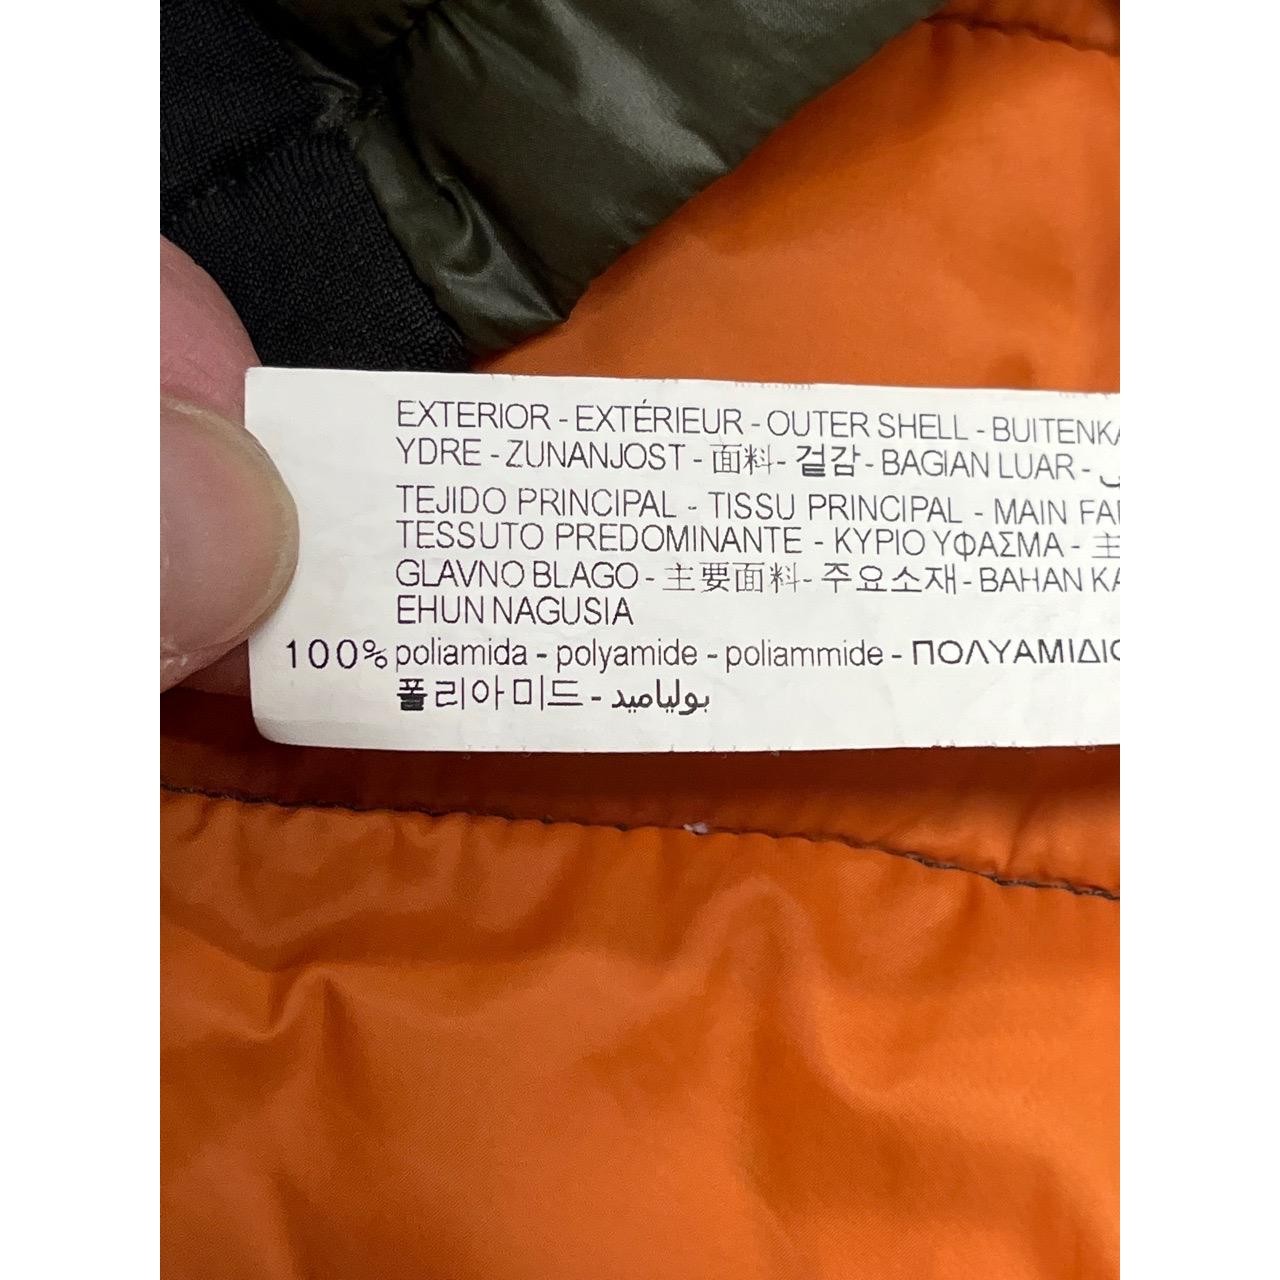 EXTERIOR - EXTÉRIEUR - OUTER SHELL - BUITENKA
YDRE - ZUNANJOST - 面料 - 겉감 - BAGIAN LUAR -
TEJIDO PRINCIPAL - TISSU PRINCIPAL - MAIN FA
TESSUTO PREDOMINANTE - ΚΥΡΙΟ ΥΦΑΣΜΑ - 主
GLAVNO BLAGO - 主要面料 - 주요소재 - BAHAN KA
EHUN NAGUSIA
100% poliamida - polyamide - poliammide - ΠΟΛΥΑΜΙΔΙΟ
폴리아미드 - بولياميد